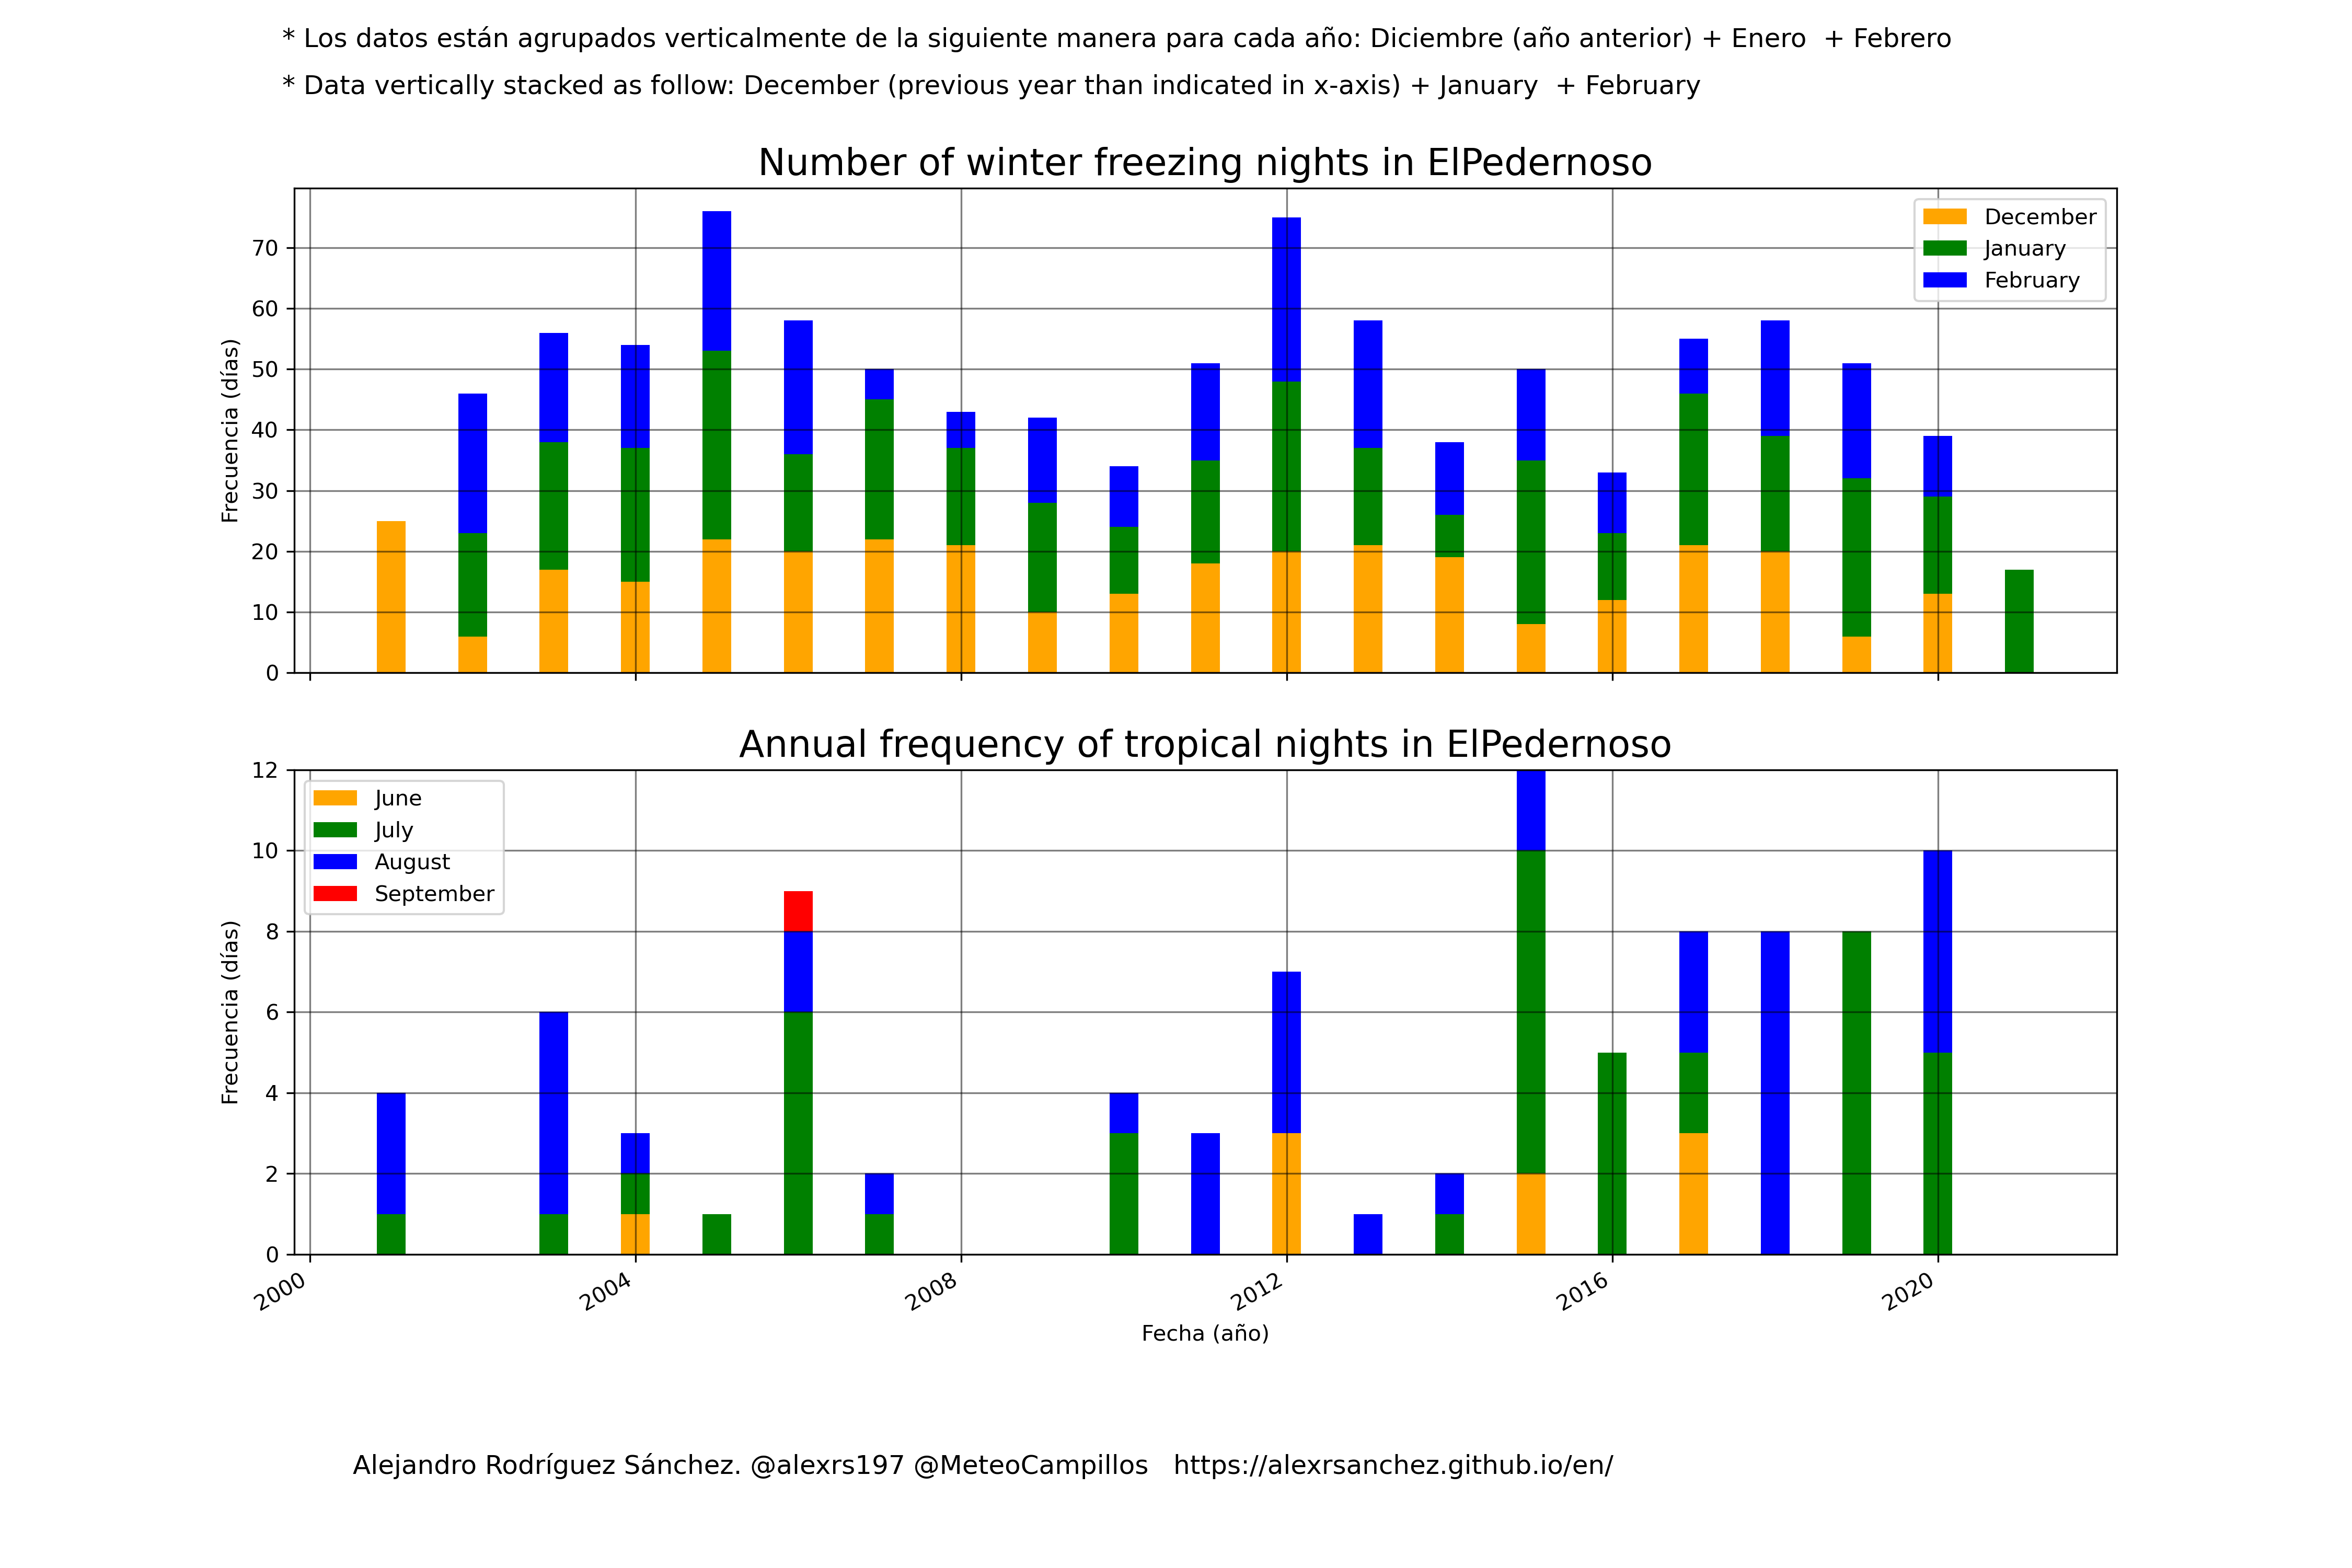 * Los datos están agrupados verticalmente de la siguiente manera para cada año: Diciembre (año anterior) + Enero  + Febrero
* Data vertically stacked as follow: December (previous year than indicated in x-axis) + January  + February
Number of winter freezing nights in ElPedernoso
Frecuencia (días)
70
60
50
40
30
20
10
0
December
January
February
Annual frequency of tropical nights in ElPedernoso
Frecuencia (días)
12
10
8
6
4
2
0
June
July
August
September
2000
2004
2008
2012
2016
2020
Fecha (año)
Alejandro Rodríguez Sánchez. @alexrs197 @MeteoCampillos   https://alexrsanchez.github.io/en/